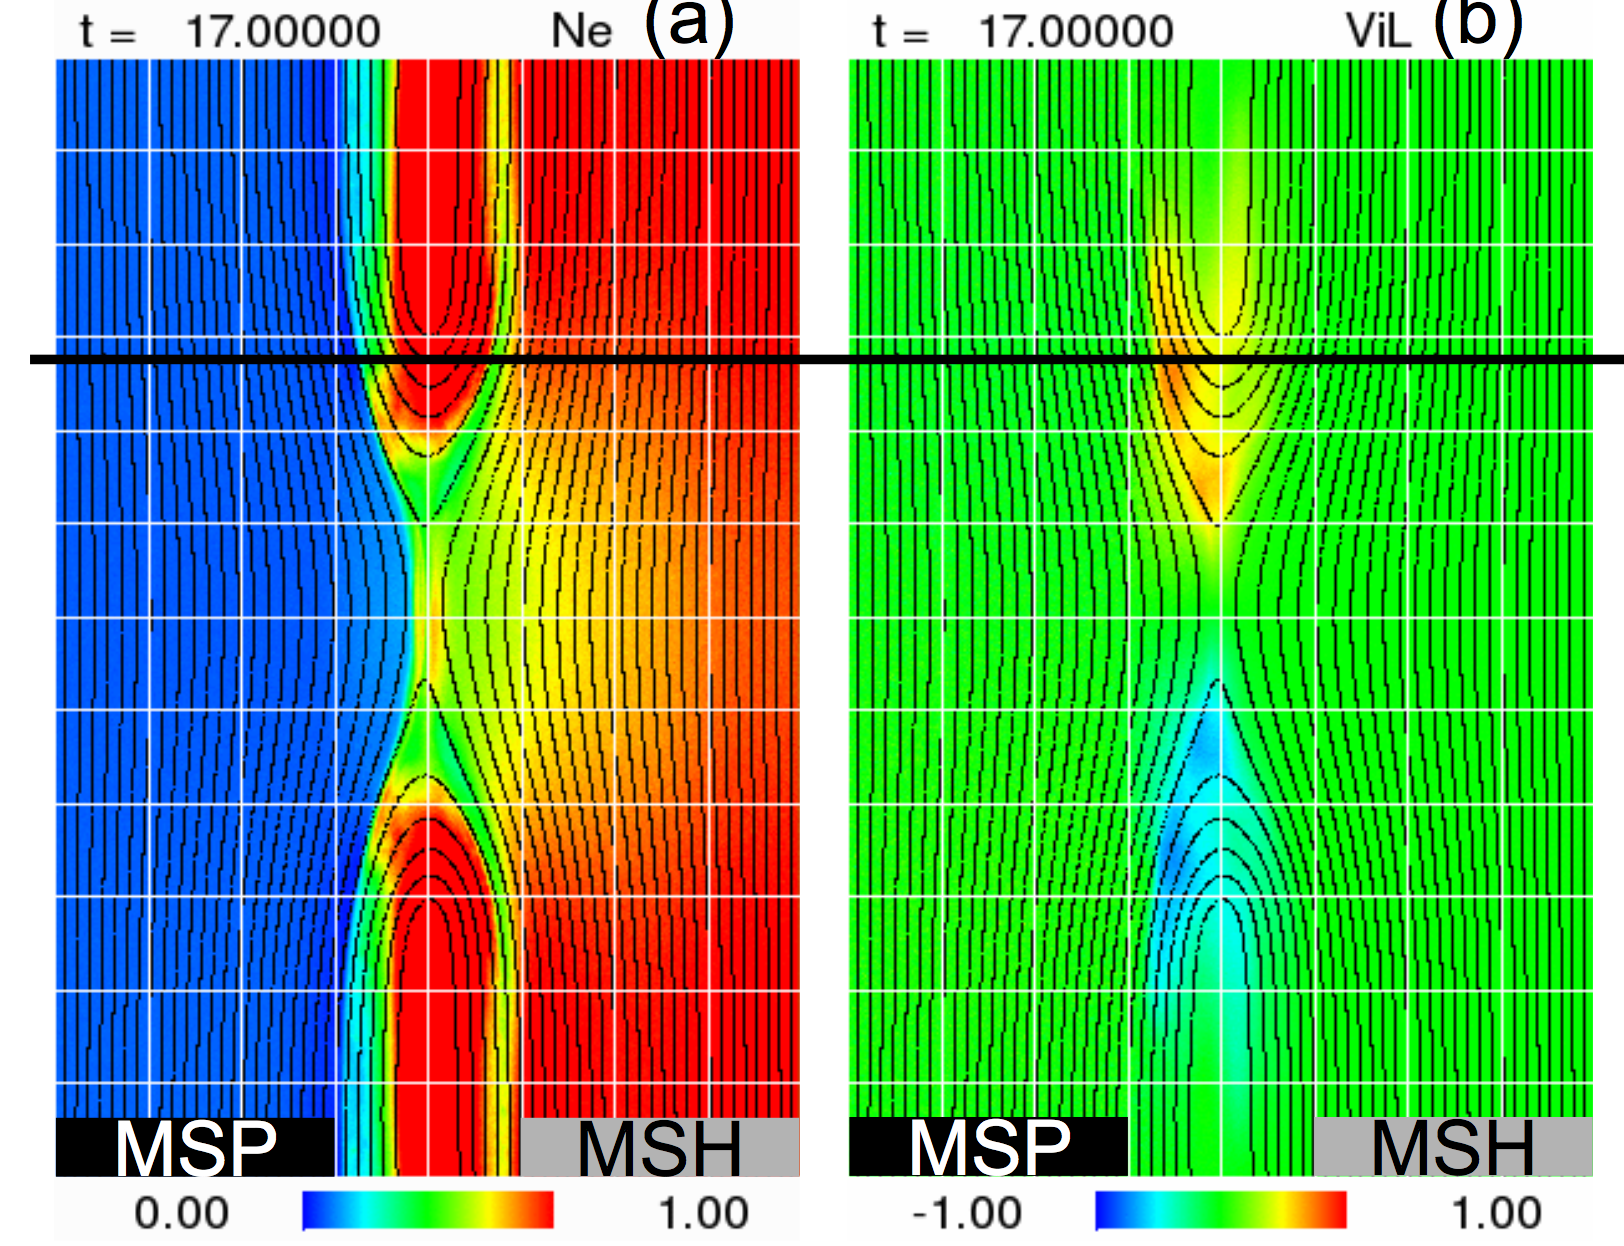 t = 17.00000 Ne (a)
t = 17.00000 ViL (b)
MSP MSH
MSP MSH
0.00 1.00
-1.00 1.00